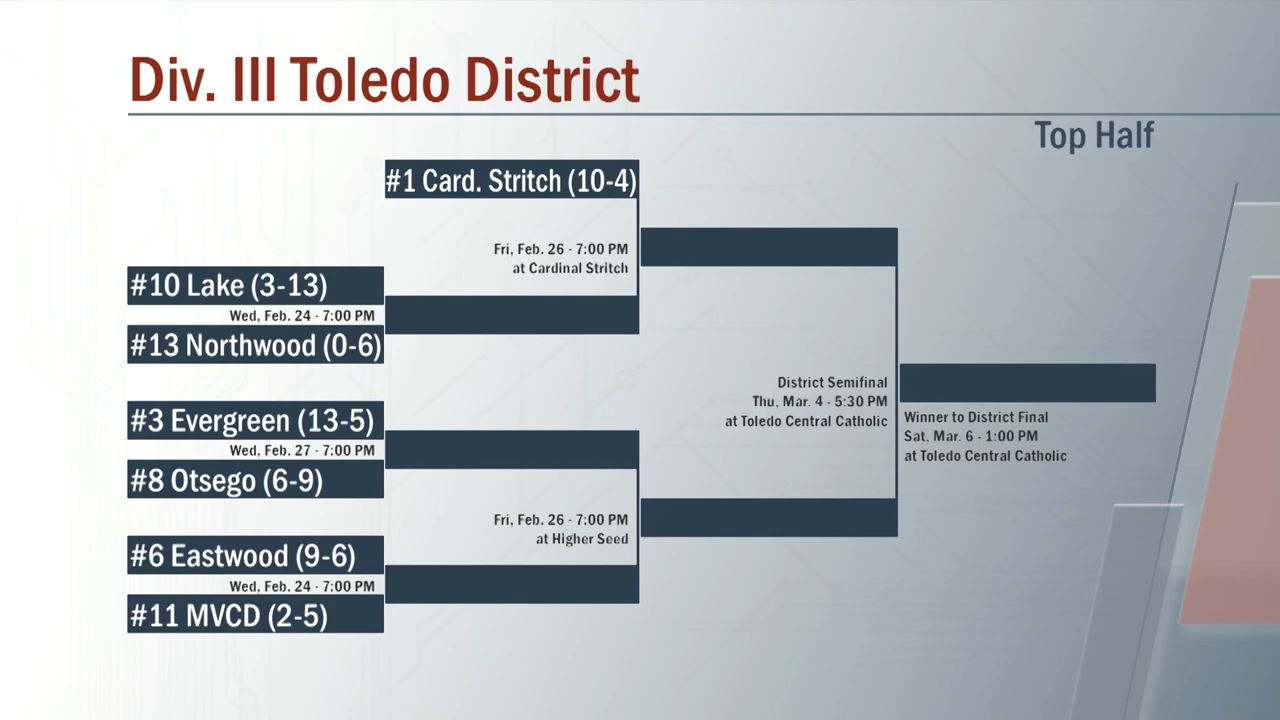 Div. III Toledo District
Top Half
#1 Card. Stritch (10-4)
Fri, Feb. 26 - 7:00 PM
at Cardinal Stritch
#10 Lake (3-13)
Wed, Feb. 24 - 7:00 PM
#13 Northwood (0-6)
#3 Evergreen (13-5)
Wed, Feb. 27 - 7:00 PM
#8 Otsego (6-9)
Fri, Feb. 26 - 7:00 PM
at Higher Seed
#6 Eastwood (9-6)
Wed, Feb. 24 - 7:00 PM
#11 MVCD (2-5)
District Semifinal
Thu, Mar. 4 - 5:30 PM
at Toledo Central Catholic
Winner to District Final
Sat, Mar. 6 - 1:00 PM
at Toledo Central Catholic